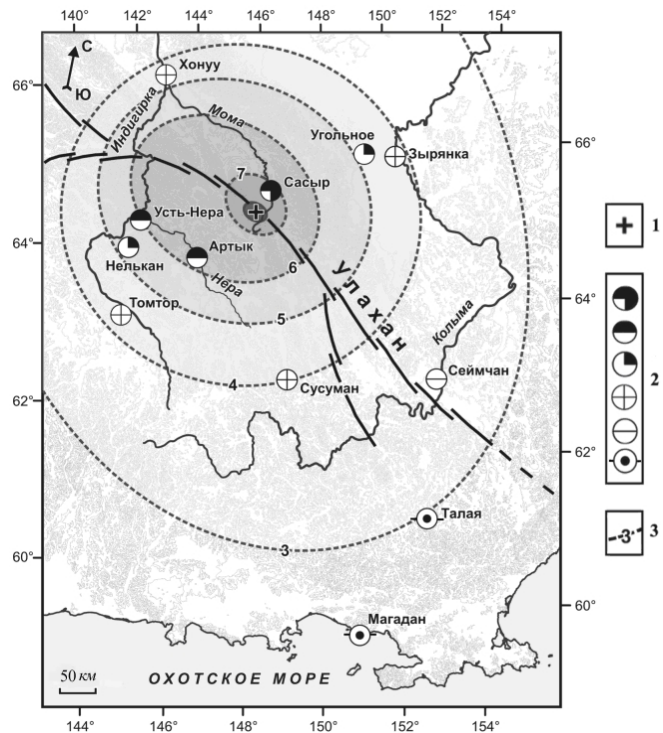 140° 142° 144° 146° 148° 150° 152° 154°
С
Ю
66°
64°
62°
60°
66°
64°
62°
60°
Хонуу
Индигирка
Мома
Угольное
Зырянка
7
Сасыр
Усть-Нера
Артык
Нелькан
Нера
6
Улахан
Томтор
5
Колыма
4
Сусуман
Сеймчан
3
Талая
Магадан
50 км
ОХОТСКОЕ МОРЕ
144° 146° 148° 150° 152° 154°
1
2
3
3